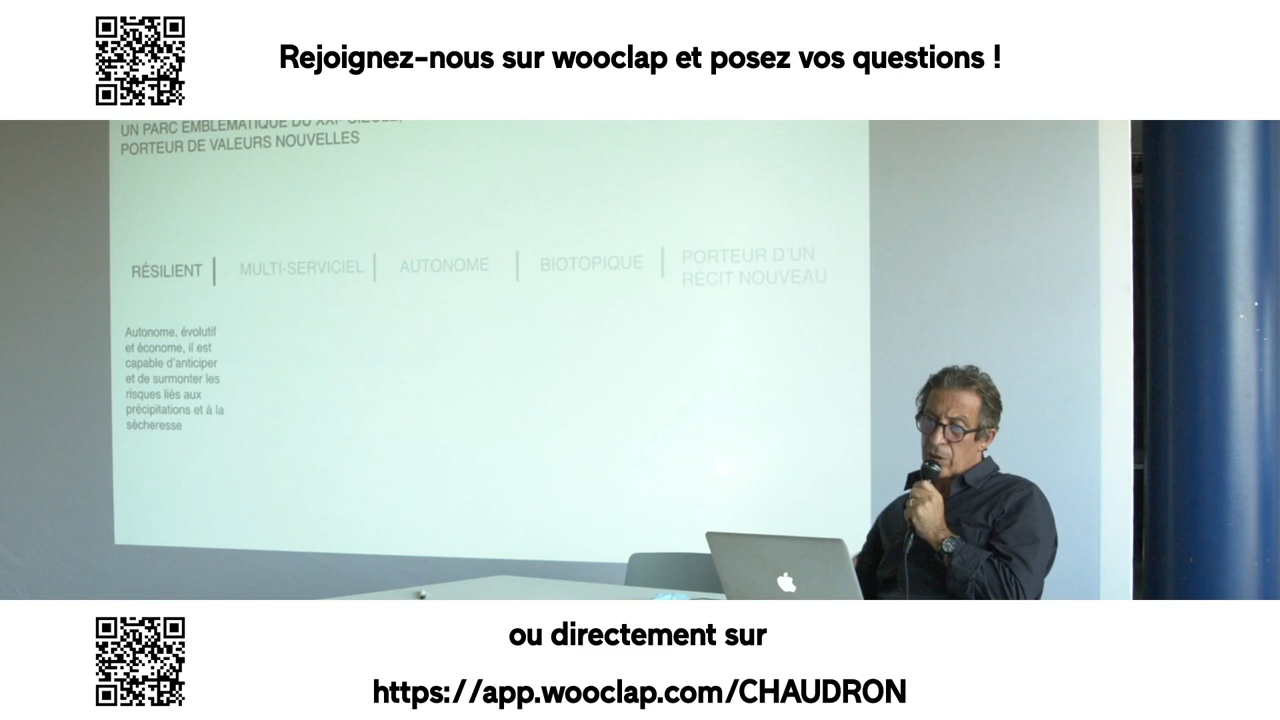 Rejoignez-nous sur wooclap et posez vos questions !
UN PARC EMBLÉMATIQUE DU XXIe SIÈCLE,
PORTEUR DE VALEURS NOUVELLES
RÉSILIENT
MULTI-SERVICIEL
AUTONOME
BIOTOPIQUE
PORTEUR D'UN
RÉCIT NOUVEAU
Autonome, évolutif
et économe, il est
capable d'anticiper
et de surmonter les
risques liés aux
précipitations et à la
sécheresse
ou directement sur
https://app.wooclap.com/CHAUDRON